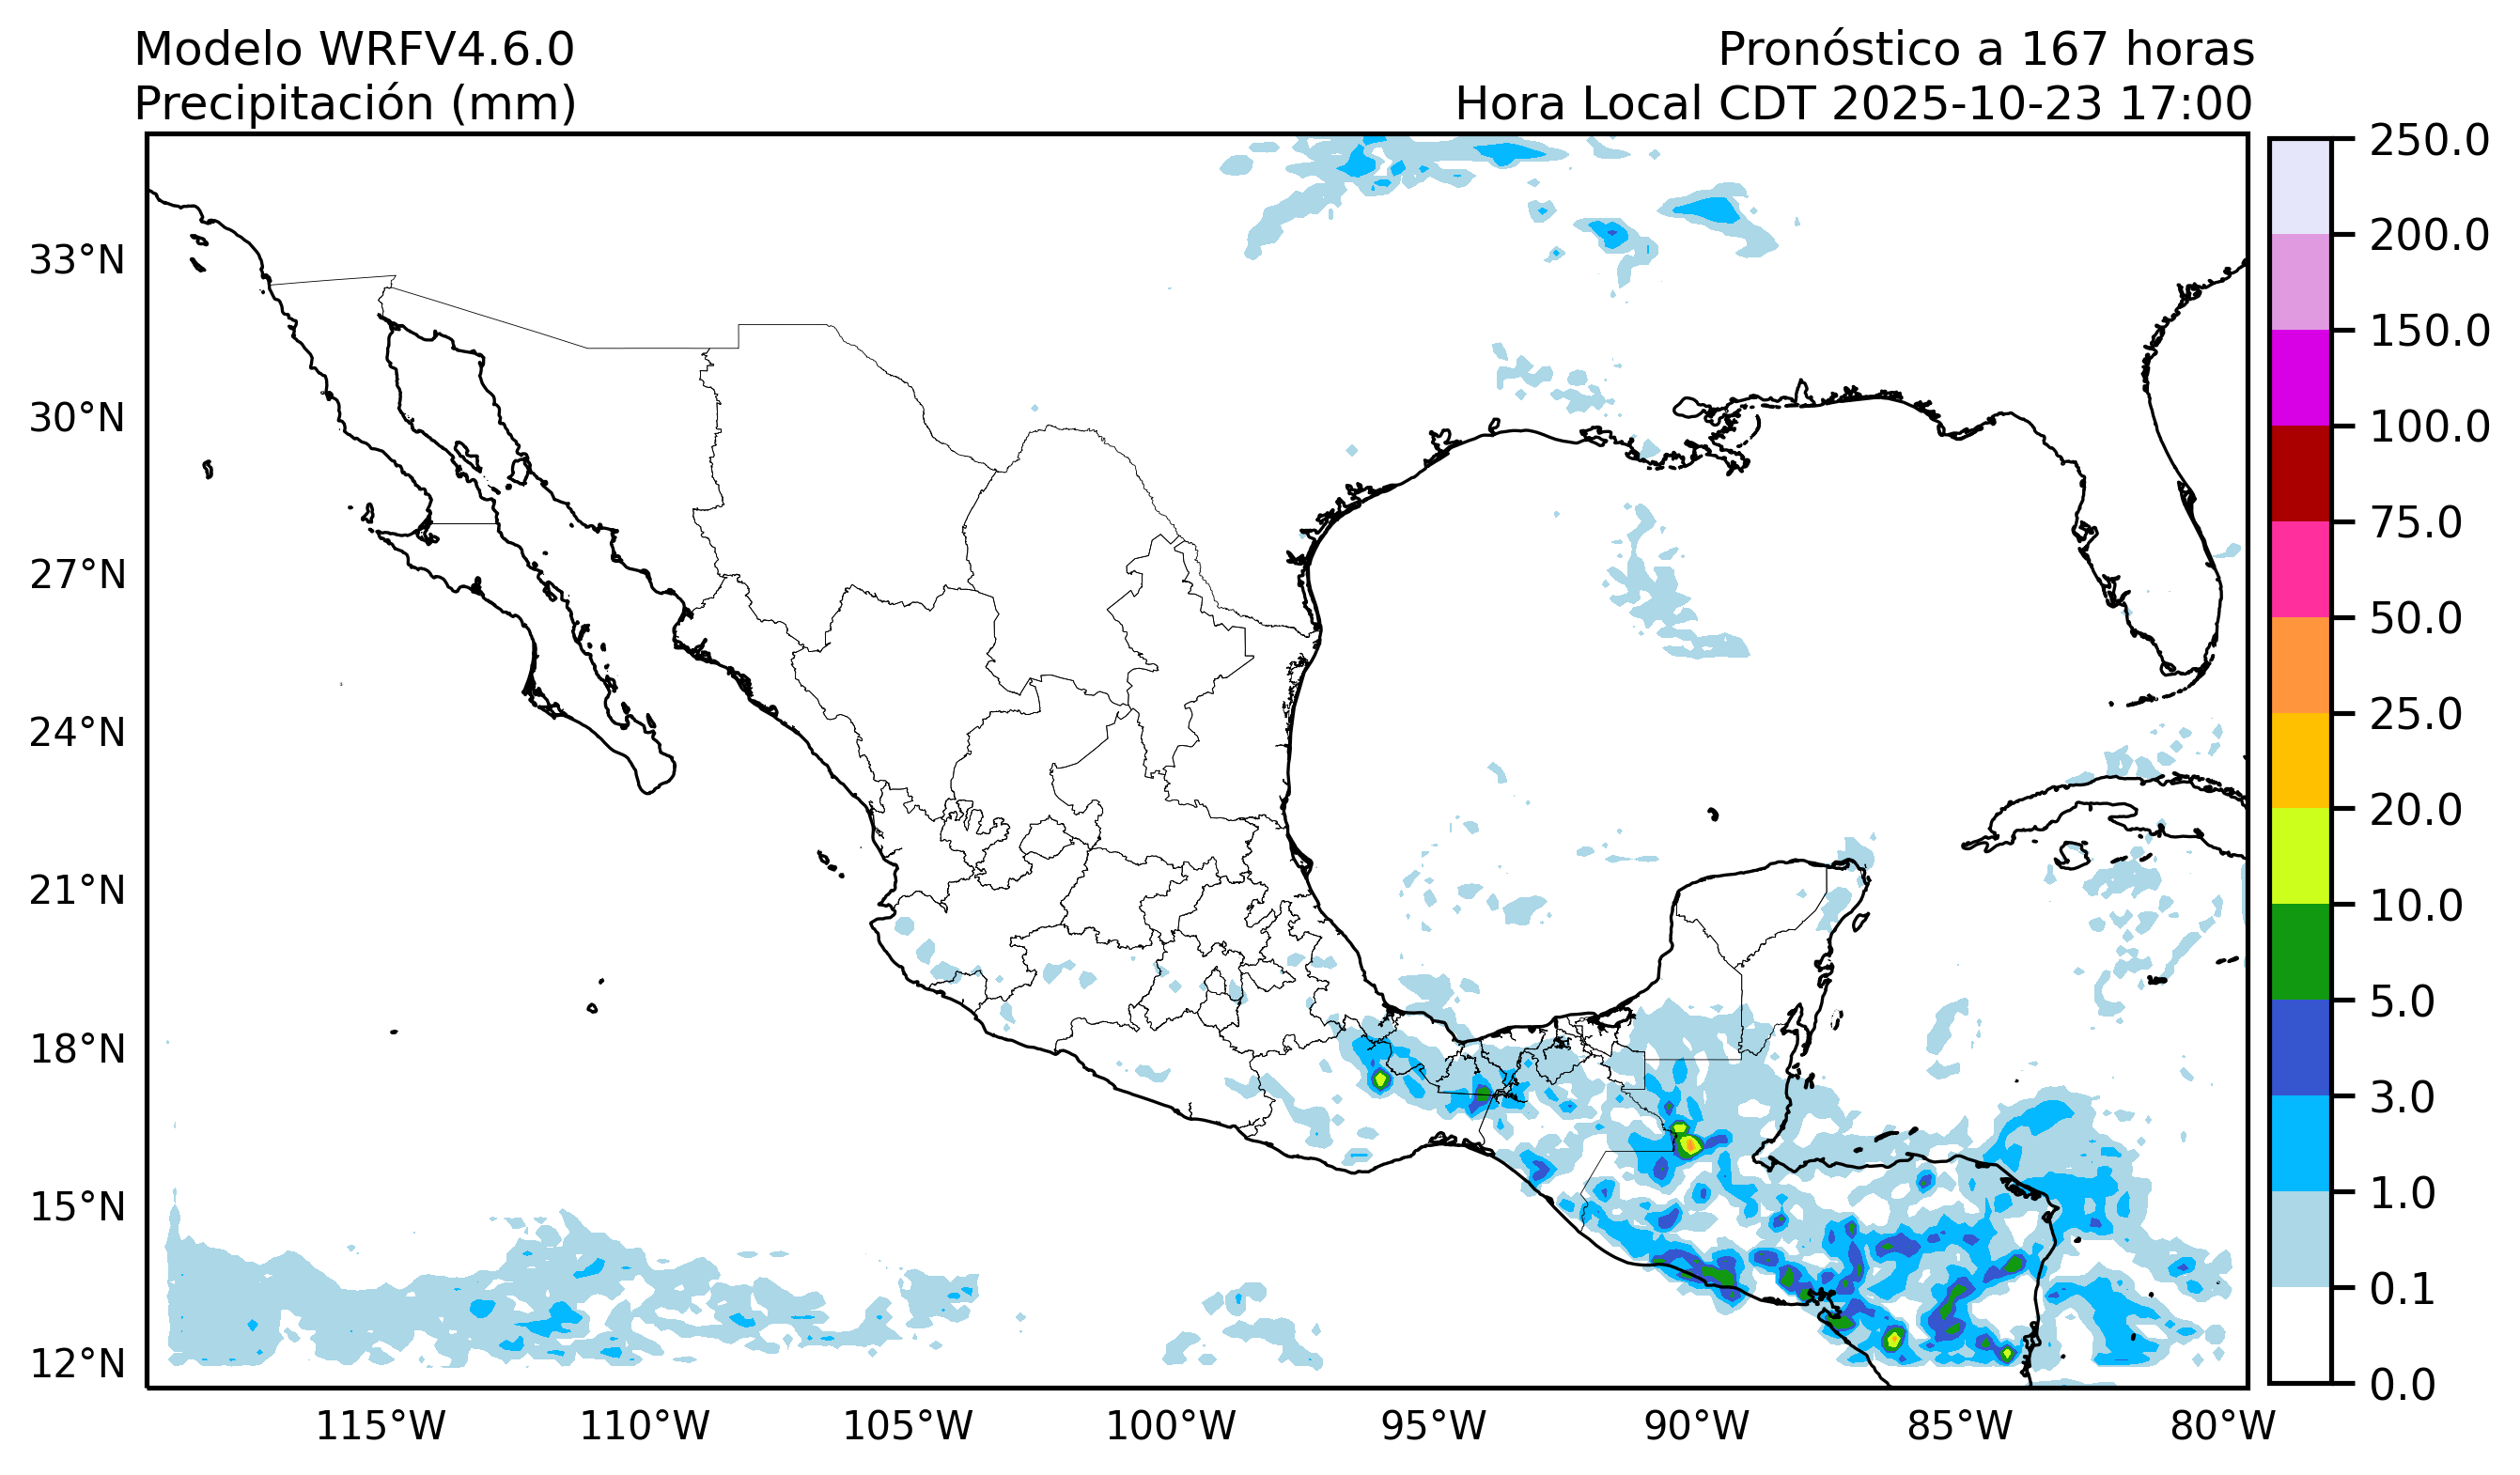 Modelo WRFV4.6.0
Precipitación (mm)
Pronóstico a 167 horas
Hora Local CDT 2025-10-23 17:00
33°N
30°N
27°N
24°N
21°N
18°N
15°N
12°N
115°W
110°W
105°W
100°W
95°W
90°W
85°W
80°W
250.0
200.0
150.0
100.0
75.0
50.0
25.0
20.0
10.0
5.0
3.0
1.0
0.1
0.0